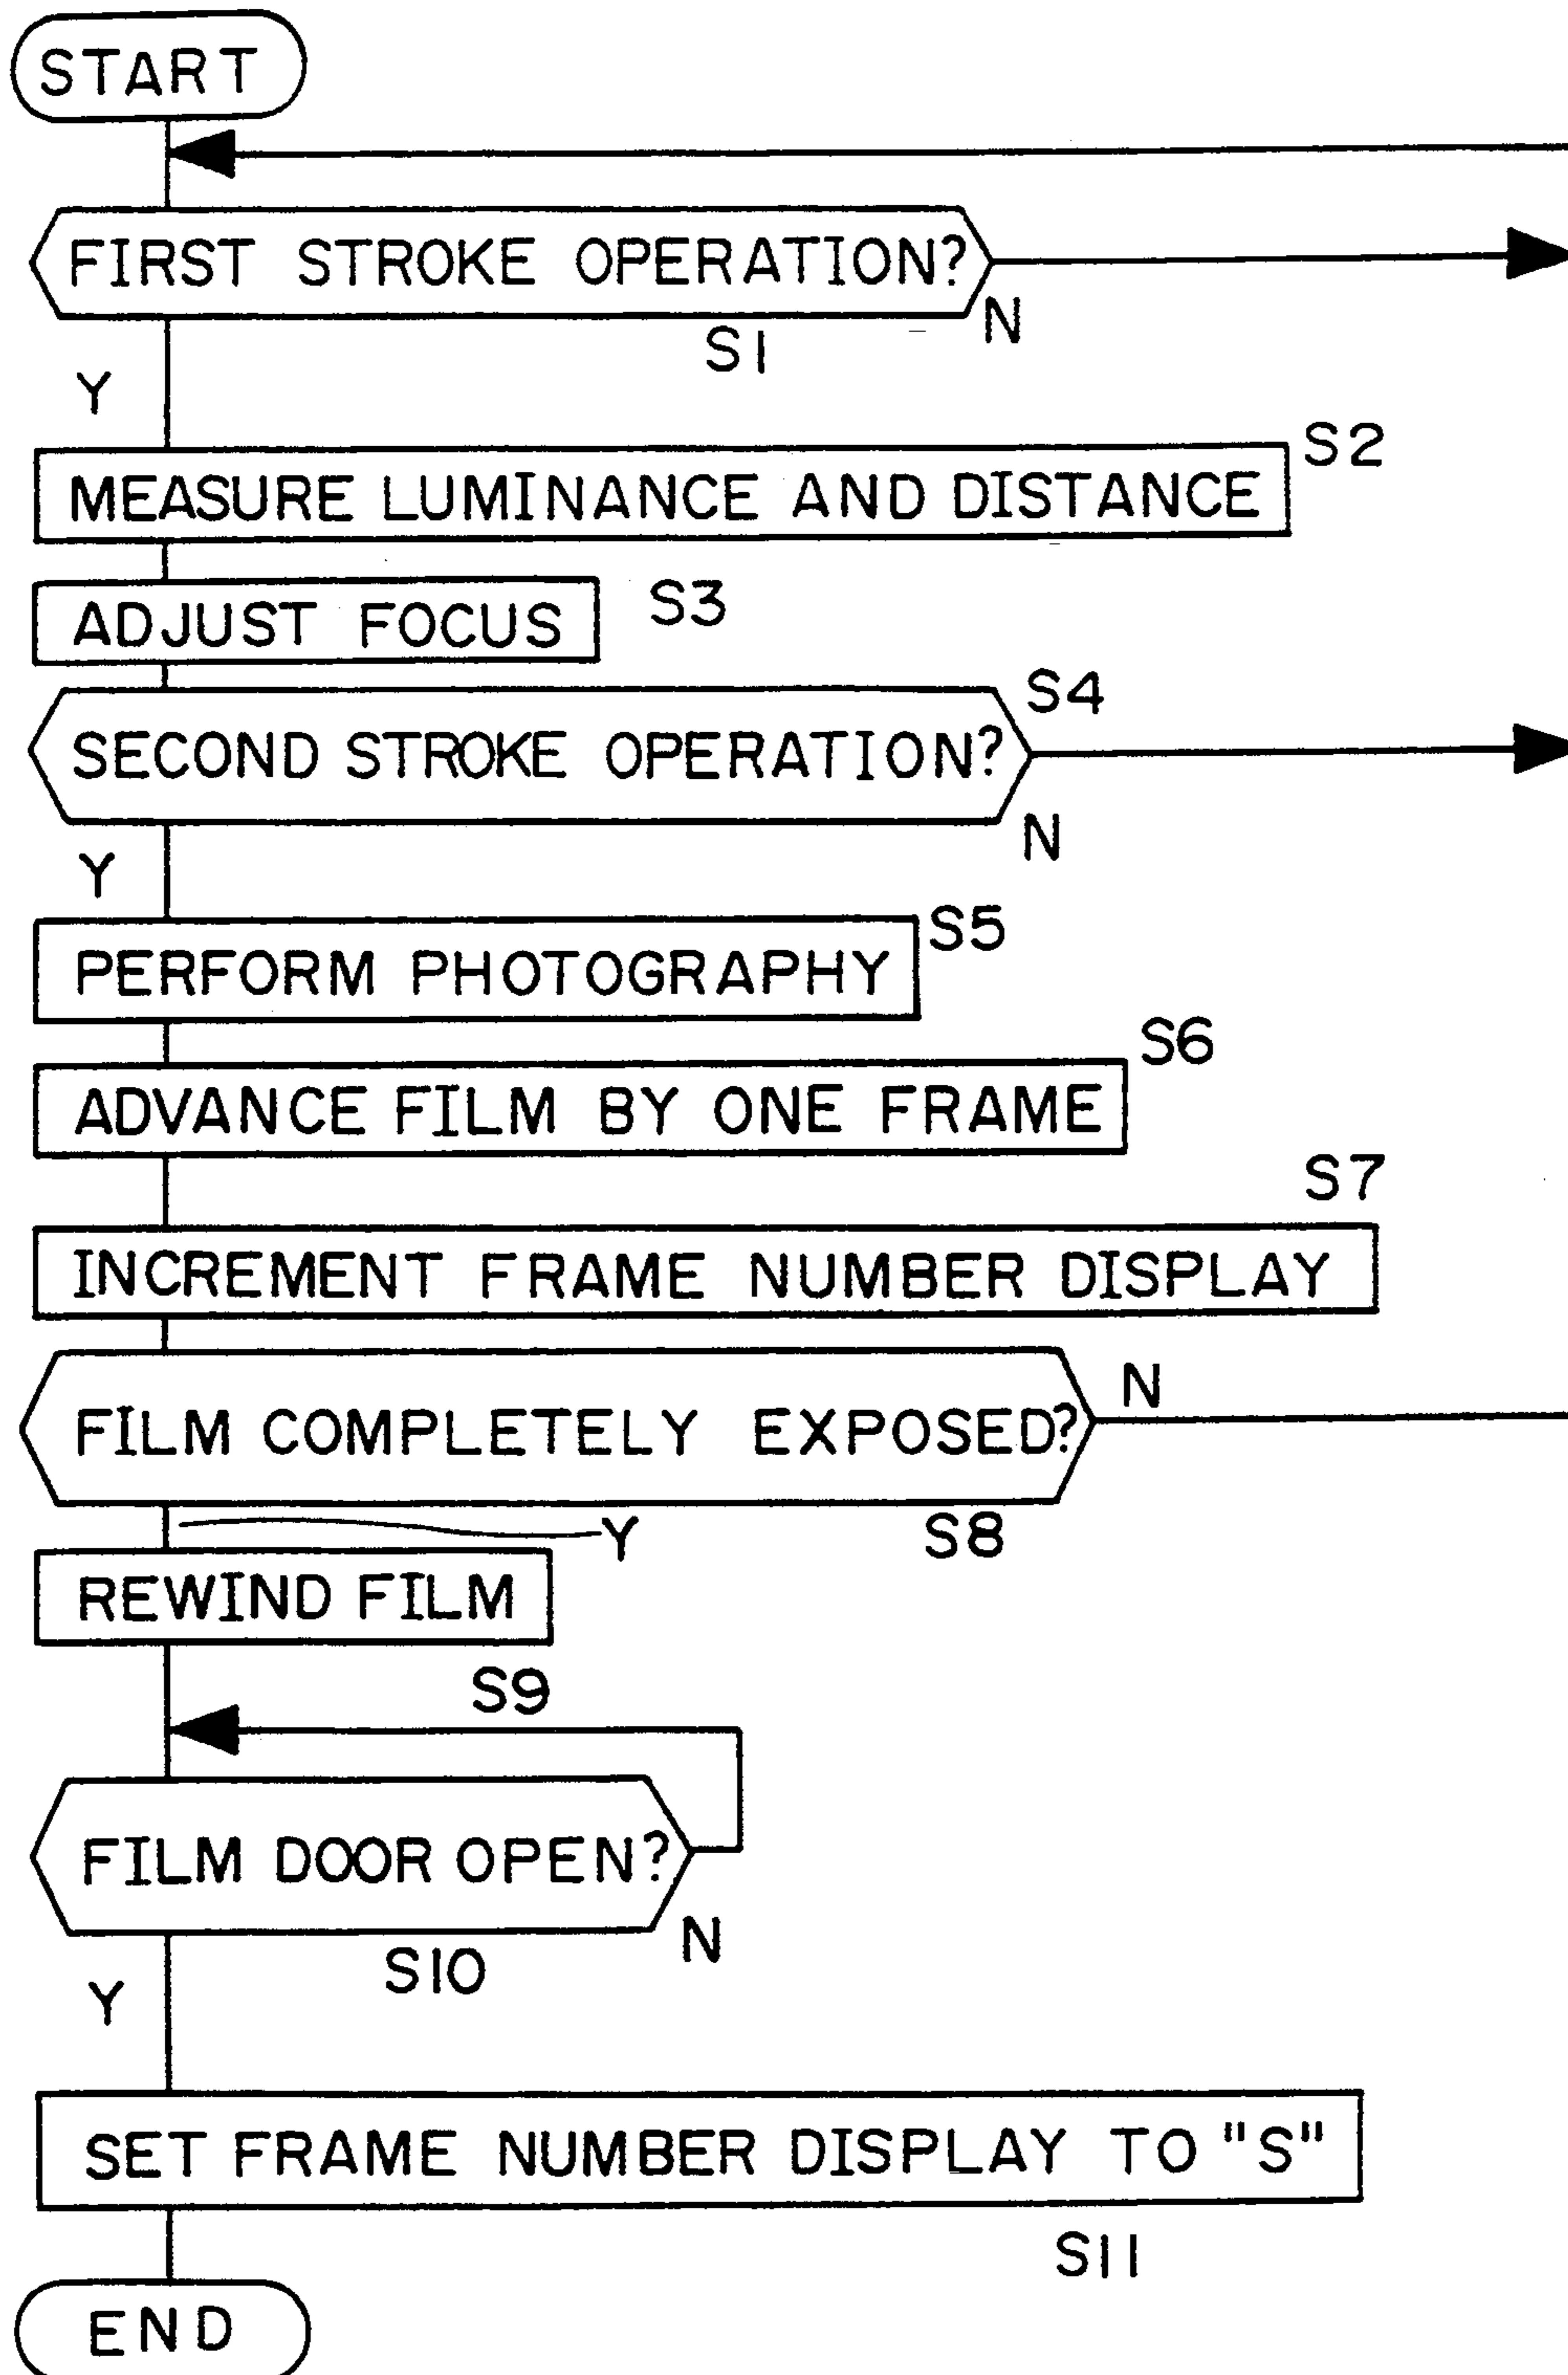 START
FIRST STROKE OPERATION?
N
S1
Y
S2
MEASURE LUMINANCE AND DISTANCE
S3
ADJUST FOCUS
S4
SECOND STROKE OPERATION?
N
Y
S5
PERFORM PHOTOGRAPHY
S6
ADVANCE FILM BY ONE FRAME
S7
INCREMENT FRAME NUMBER DISPLAY
N
FILM COMPLETELY EXPOSED?
Y
S8
REWIND FILM
S9
FILM DOOR OPEN?
N
S10
Y
SET FRAME NUMBER DISPLAY TO "S"
S11
END